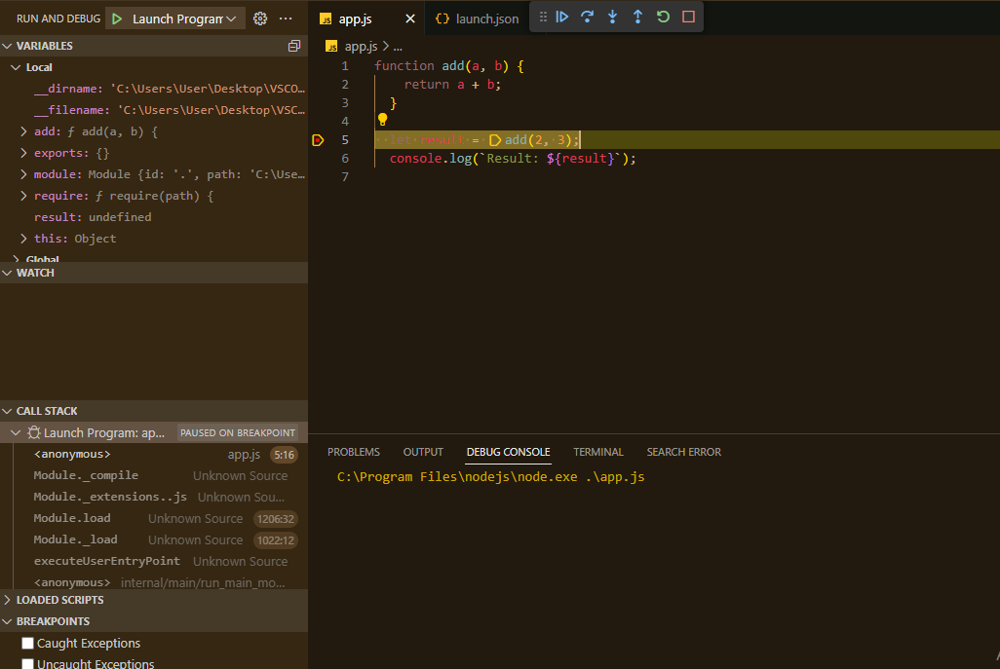 RUN AND DEBUG Launch Program
VARIABLES
Local
__dirname: 'C:\Users\User\Desktop\VSCO…
__filename: 'C:\Users\User\Desktop\VSC…
add: ƒ add(a, b) {
exports: {}
module: Module {id: '.', path: 'C:\Use…
require: ƒ require(path) {
result: undefined
this: Object
Global
WATCH
CALL STACK
Launch Program: ap... PAUSED ON BREAKPOINT
<anonymous> app.js 5:16
Module._compile Unknown Source
Module._extensions..js Unknown Sou...
Module.load Unknown Source 1206:32
Module._load Unknown Source 1022:12
executeUserEntryPoint Unknown Source
<anonymous> internal/main/run_main_mo...
LOADED SCRIPTS
BREAKPOINTS
Caught Exceptions
Uncaught Exceptions
JS app.js {} launch.json
JS app.js > ...
1 function add(a, b) {
2 return a + b;
3 }
4
5 let result = add(2, 3);
6 console.log(`Result: ${result}`);
7
PROBLEMS OUTPUT DEBUG CONSOLE TERMINAL SEARCH ERROR
C:\Program Files\nodejs\node.exe .\app.js